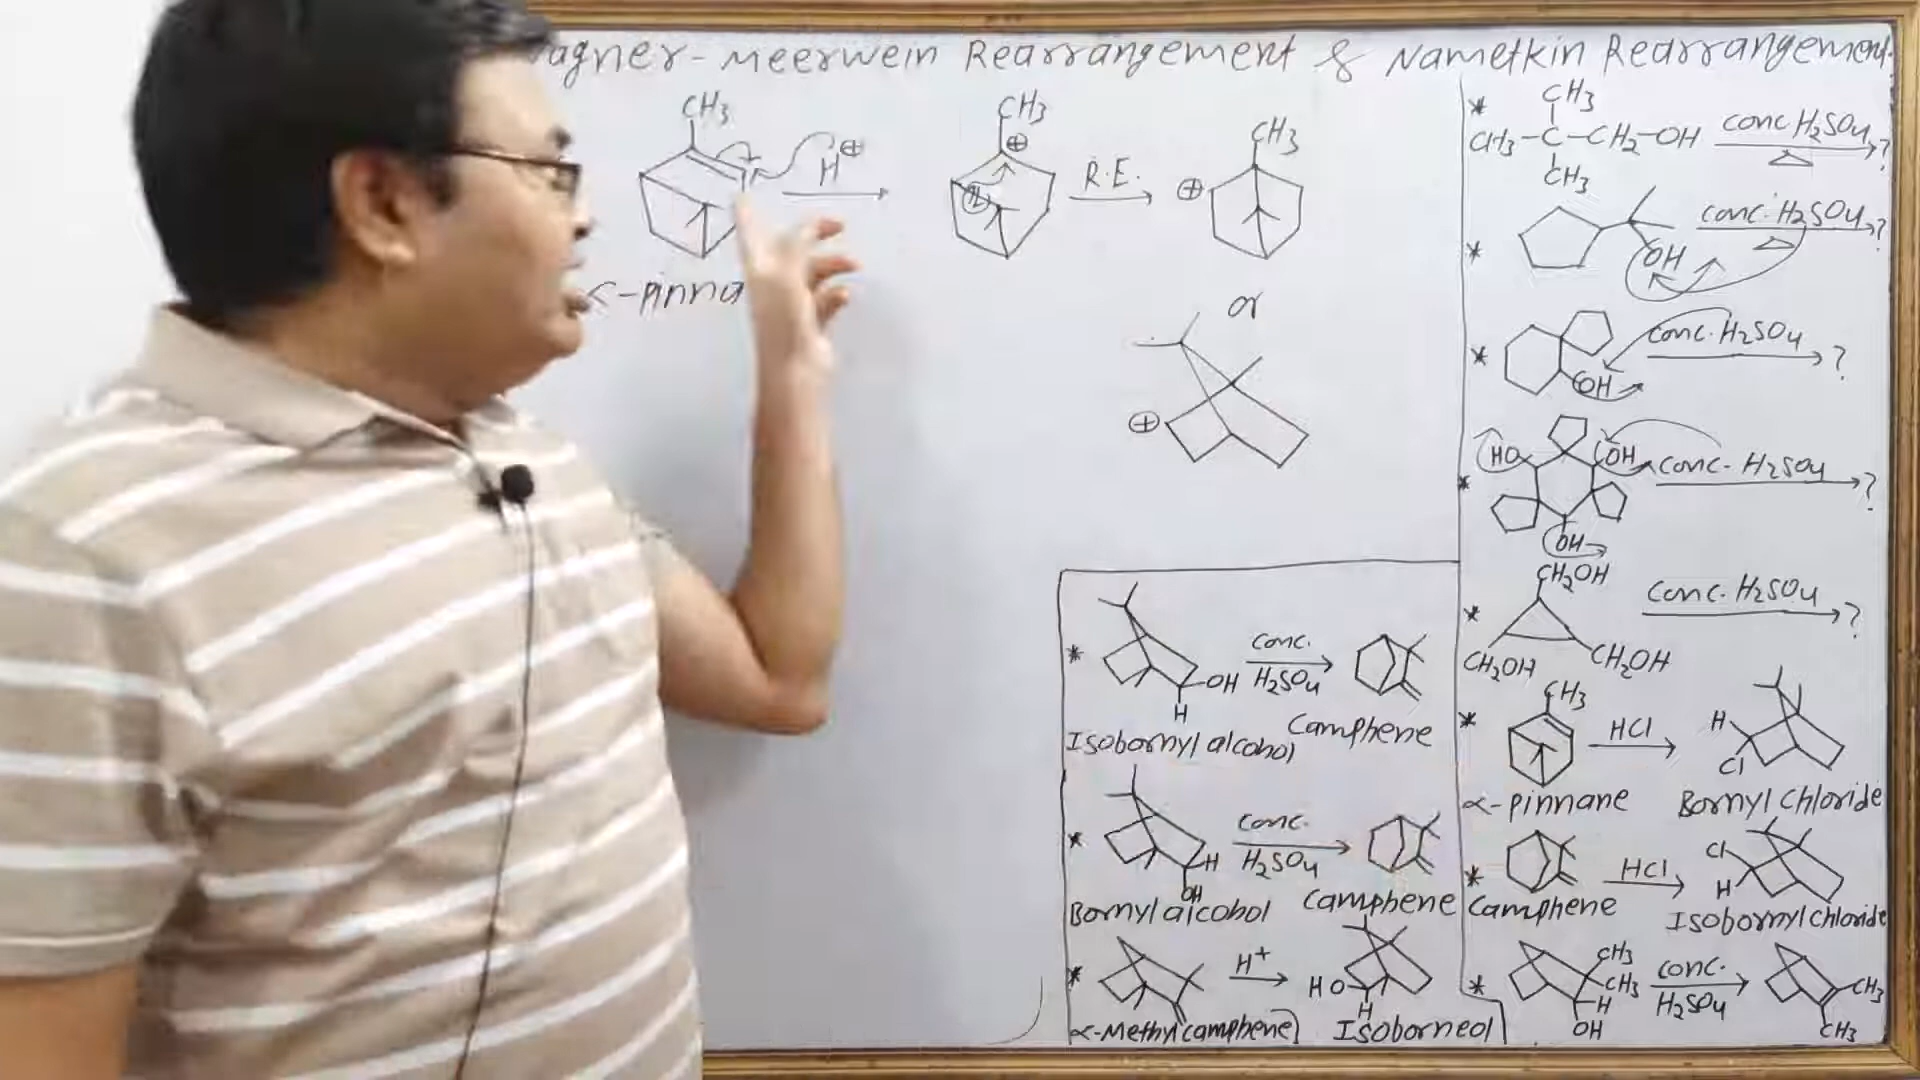 Wagner-Meerwein Rearrangement & Nametkin Rearrangement
CH3
H⊕
α-pinna
CH3
⊕
R.E.
CH3
⊕
or
⊕
* CH3
CH3-C-CH2-OH conc H2SO4 ?
Δ
CH3
* conc. H2SO4 ?
Δ
OH
* conc. H2SO4 ?
OH
* HO OH conc. H2SO4 ?
OH
* CH2OH conc. H2SO4 ?
CH2OH CH2OH
* CH3 HCl H
Cl
α-pinnane Bornyl chloride
* HCl Cl
H
Camphene Isobornyl chloride
* CH3
CH3 conc.
H H2SO4 CH3
OH CH3
* OH conc.
H2SO4
H
Isobornyl alcohol Camphene
* H conc.
H2SO4
OH
Bornyl alcohol Camphene
* H+ HO
H
α-Methylcamphene Isoborneol